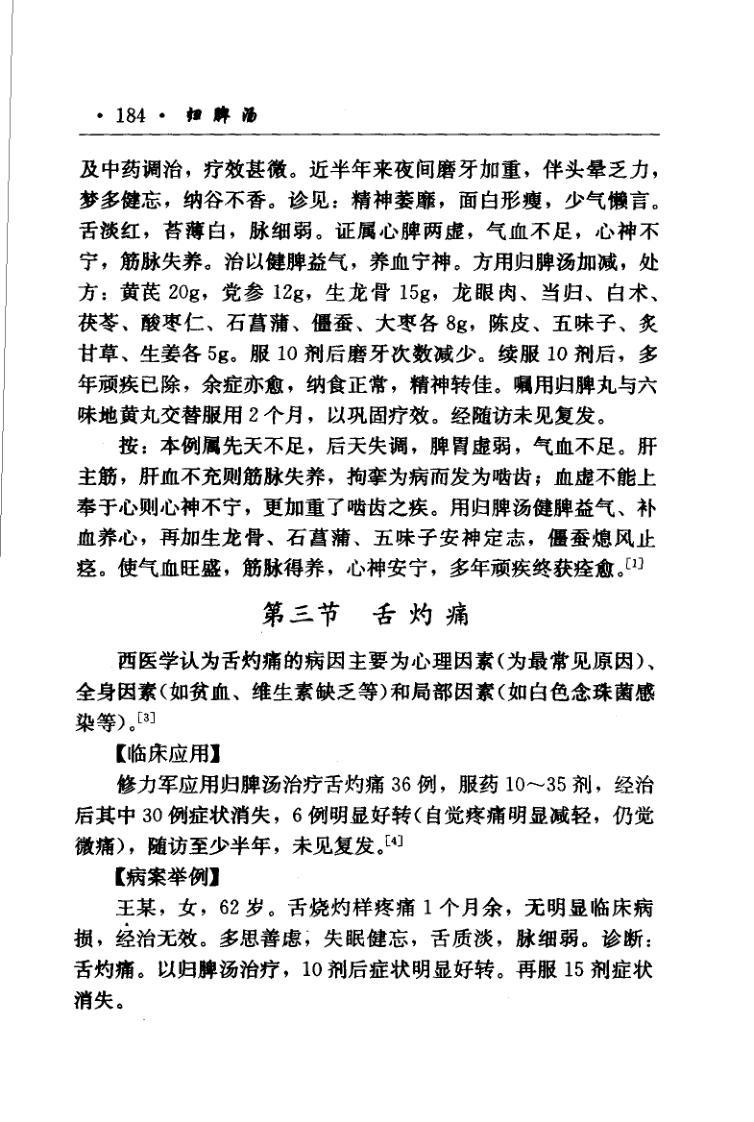 · 184 · 归脾汤
及中药调治，疗效甚微。近半年来夜间磨牙加重，伴头晕乏力，
梦多健忘，纳谷不香。诊见：精神萎靡，面白形瘦，少气懒言。
舌淡红，苔薄白，脉细弱。证属心脾两虚，气血不足，心神不
宁，筋脉失养。治以健脾益气，养血宁神。方用归脾汤加减，处
方：黄芪 20g，党参 12g，生龙骨 15g，龙眼肉、当归、白术、
茯苓、酸枣仁、石菖蒲、僵蚕、大枣各 8g，陈皮、五味子、炙
甘草、生姜各 5g。服 10 剂后磨牙次数减少。续服 10 剂后，多
年顽疾已除，余症亦愈，纳食正常，精神转佳。嘱用归脾丸与六
味地黄丸交替服用 2 个月，以巩固疗效。经随访未见复发。
按：本例属先天不足，后天失调，脾胃虚弱，气血不足。肝
主筋，肝血不充则筋脉失养，拘挛为病而发为啮齿；血虚不能上
奉于心则心神不宁，更加重了啮齿之疾。用归脾汤健脾益气、补
血养心，再加生龙骨、石菖蒲、五味子安神定志，僵蚕熄风止
痉。使气血旺盛，筋脉得养，心神安宁，多年顽疾终获痊愈。[1]
第三节 舌灼痛
西医学认为舌灼痛的病因主要为心理因素(为最常见原因)、
全身因素(如贫血、维生素缺乏等)和局部因素(如白色念珠菌感
染等)。[3]
【临床应用】
修力军应用归脾汤治疗舌灼痛 36 例，服药 10～35 剂，经治
后其中 30 例症状消失，6 例明显好转(自觉疼痛明显减轻，仍觉
微痛)，随访至少半年，未见复发。[4]
【病案举例】
王某，女，62 岁。舌烧灼样疼痛 1 个月余，无明显临床病
损，经治无效。多思善虑，失眠健忘，舌质淡，脉细弱。诊断：
舌灼痛。以归脾汤治疗，10 剂后症状明显好转。再服 15 剂症状
消失。